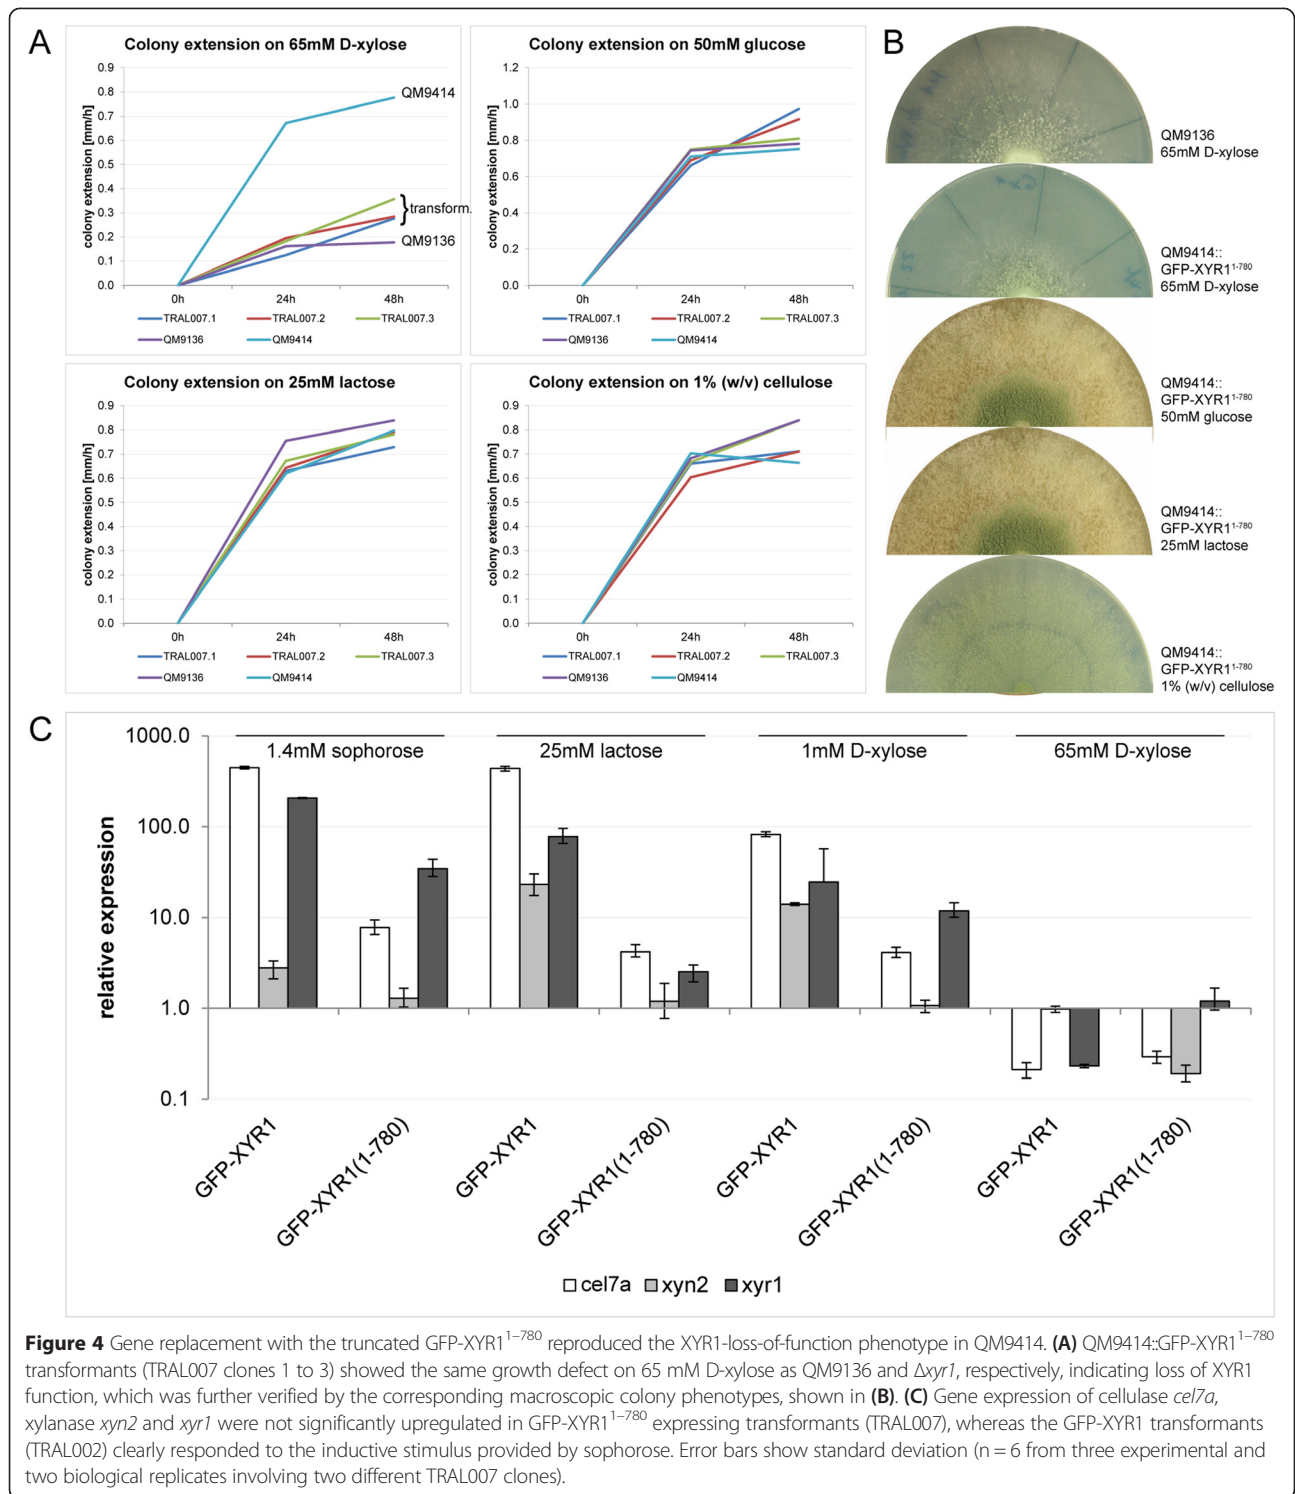 A
Colony extension on 65mM D-xylose
colony extension [mm/h]
0.9
0.8
0.7
0.6
0.5
0.4
0.3
0.2
0.1
0.0
0h 24h 48h
QM9414
transform.
QM9136
TRAL007.1 TRAL007.2 TRAL007.3
QM9136 QM9414
Colony extension on 50mM glucose
colony extension [mm/h]
1.2
1.0
0.8
0.6
0.4
0.2
0.0
0h 24h 48h
TRAL007.1 TRAL007.2 TRAL007.3
QM9136 QM9414
Colony extension on 25mM lactose
colony extension [mm/h]
0.9
0.8
0.7
0.6
0.5
0.4
0.3
0.2
0.1
0.0
0h 24h 48h
TRAL007.1 TRAL007.2 TRAL007.3
QM9136 QM9414
Colony extension on 1% (w/v) cellulose
colony extension [mm/h]
0.9
0.8
0.7
0.6
0.5
0.4
0.3
0.2
0.1
0.0
0h 24h 48h
TRAL007.1 TRAL007.2 TRAL007.3
QM9136 QM9414
B
QM9136
65mM D-xylose
QM9414::
GFP-XYR1¹⁻⁷⁸⁰
65mM D-xylose
QM9414::
GFP-XYR1¹⁻⁷⁸⁰
50mM glucose
QM9414::
GFP-XYR1¹⁻⁷⁸⁰
25mM lactose
QM9414::
GFP-XYR1¹⁻⁷⁸⁰
1% (w/v) cellulose
C
relative expression
1000.0
100.0
10.0
1.0
0.1
1.4mM sophorose 25mM lactose 1mM D-xylose 65mM D-xylose
GFP-XYR1 GFP-XYR1(1-780) GFP-XYR1 GFP-XYR1(1-780) GFP-XYR1 GFP-XYR1(1-780) GFP-XYR1 GFP-XYR1(1-780)
cel7a xyn2 xyr1
Figure 4 Gene replacement with the truncated GFP-XYR1¹⁻⁷⁸⁰ reproduced the XYR1-loss-of-function phenotype in QM9414. (A) QM9414::GFP-XYR1¹⁻⁷⁸⁰
transformants (TRAL007 clones 1 to 3) showed the same growth defect on 65 mM D-xylose as QM9136 and Δxyr1, respectively, indicating loss of XYR1
function, which was further verified by the corresponding macroscopic colony phenotypes, shown in (B). (C) Gene expression of cellulase cel7a,
xylanase xyn2 and xyr1 were not significantly upregulated in GFP-XYR1¹⁻⁷⁸⁰ expressing transformants (TRAL007), whereas the GFP-XYR1 transformants
(TRAL002) clearly responded to the inductive stimulus provided by sophorose. Error bars show standard deviation (n = 6 from three experimental and
two biological replicates involving two different TRAL007 clones).